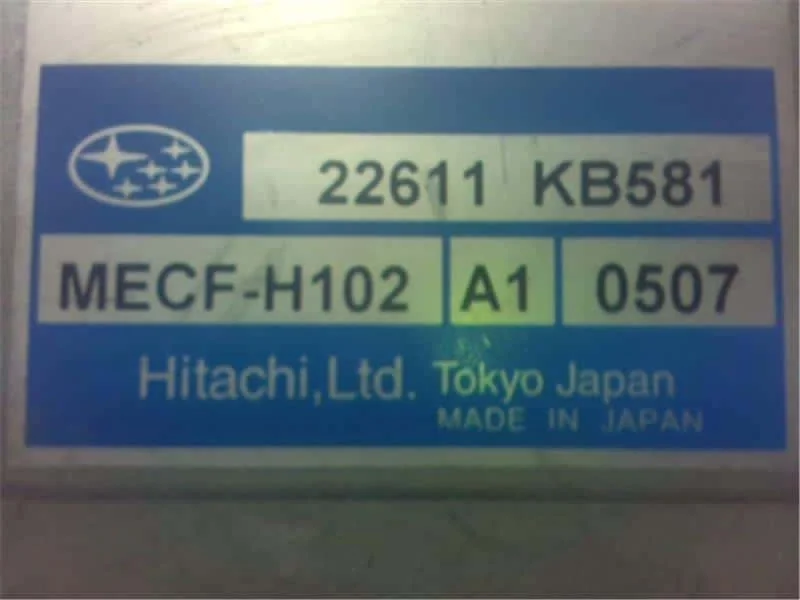 22611 KB581
MECF-H102 A1 0507
Hitachi,Ltd. Tokyo Japan
MADE IN JAPAN